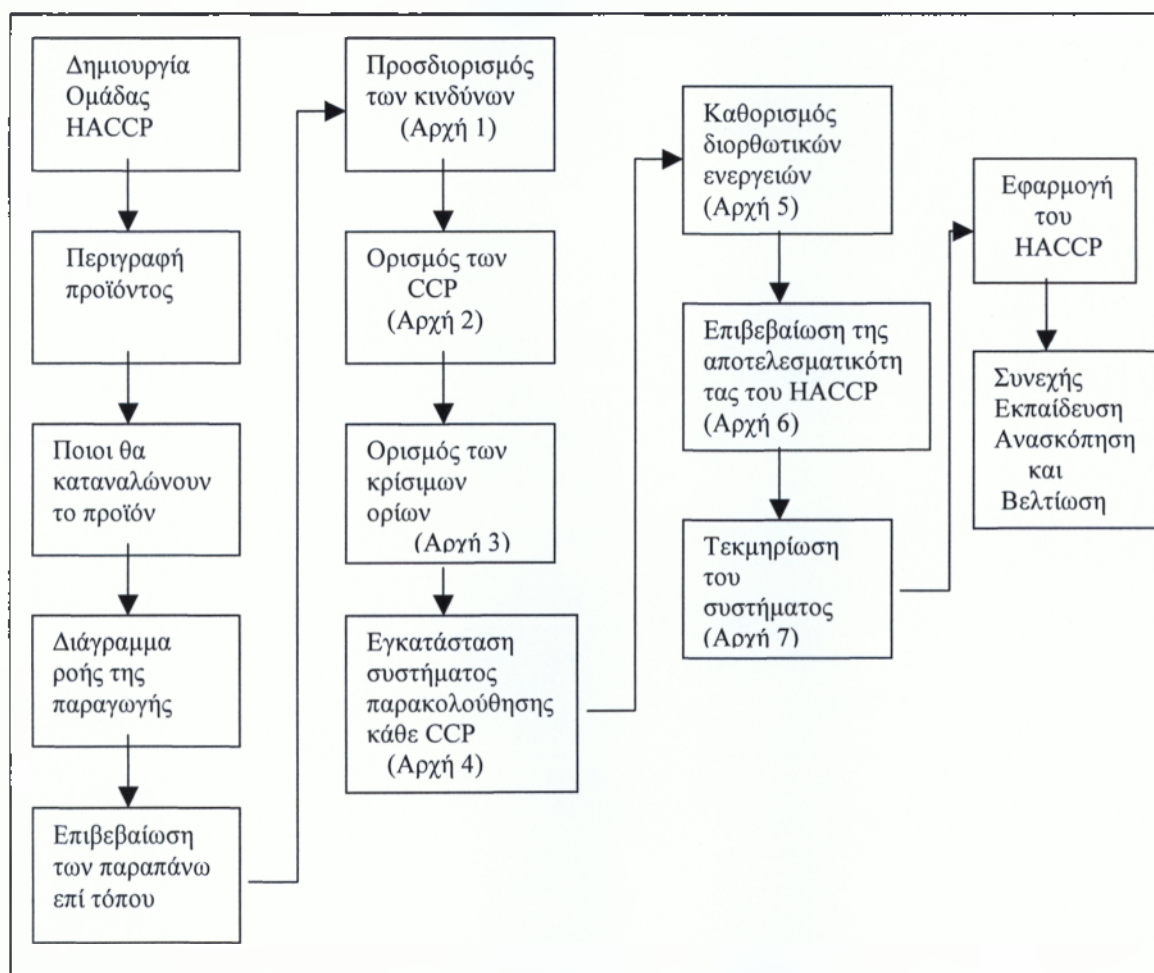 Δημιουργία
Ομάδας
HACCP
Περιγραφή
προϊόντος
Ποιοι θα
καταναλώνουν
το προϊόν
Διάγραμμα
ροής της
παραγωγής
Επιβεβαίωση
των παραπάνω
επί τόπου
Προσδιορισμός
των κινδύνων
(Αρχή 1)
Ορισμός των
CCP
(Αρχή 2)
Ορισμός των
κρίσιμων
ορίων
(Αρχή 3)
Εγκατάσταση
συστήματος
παρακολούθησης
κάθε CCP
(Αρχή 4)
Καθορισμός
διορθωτικών
ενεργειών
(Αρχή 5)
Επιβεβαίωση της
αποτελεσματικότη
τας του HACCP
(Αρχή 6)
Τεκμηρίωση
του
συστήματος
(Αρχή 7)
Εφαρμογή
του
HACCP
Συνεχής
Εκπαίδευση
Ανασκόπηση
και
Βελτίωση